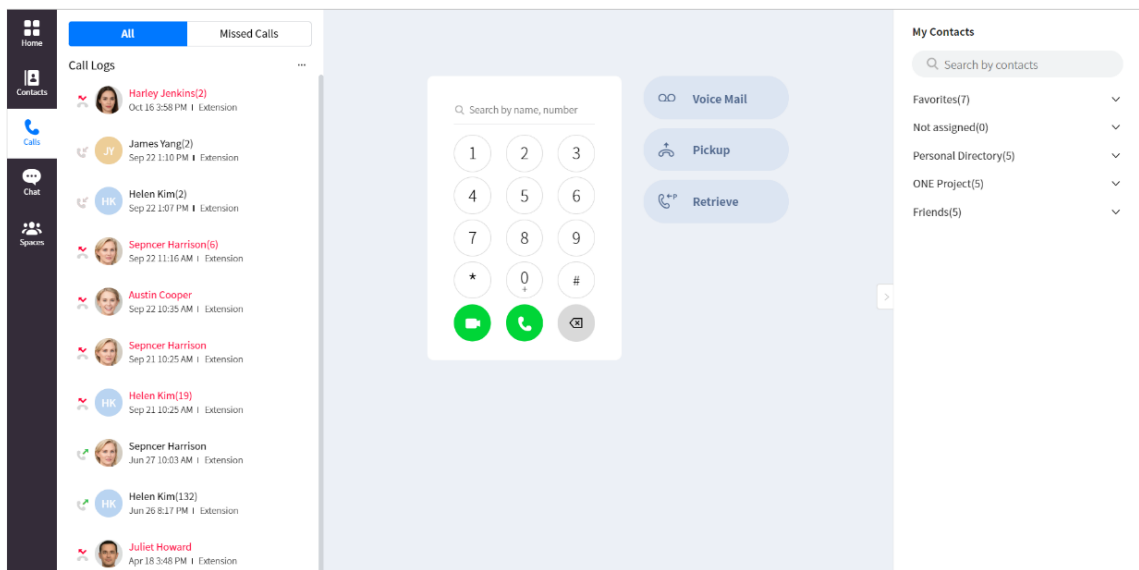 Home
Contacts
Calls
Chat
Spaces
All Missed Calls
Call Logs ...
Harley Jenkins(2)
Oct 16 3:58 PM I Extension
JY
James Yang(2)
Sep 22 1:10 PM I Extension
HK
Helen Kim(2)
Sep 22 1:07 PM I Extension
Sepncer Harrison(6)
Sep 22 11:16 AM I Extension
Austin Cooper
Sep 22 10:35 AM I Extension
Sepncer Harrison
Sep 21 10:25 AM I Extension
HK
Helen Kim(19)
Sep 21 10:25 AM I Extension
Sepncer Harrison
Jun 27 10:03 AM I Extension
HK
Helen Kim(132)
Jun 26 8:17 PM I Extension
Juliet Howard
Apr 18 3:48 PM I Extension
Search by name, number
1 2 3
4 5 6
7 8 9
* 0 #
+
Voice Mail
Pickup
P
Retrieve
My Contacts
Search by contacts
Favorites(7)
Not assigned(0)
Personal Directory(5)
ONE Project(5)
Friends(5)